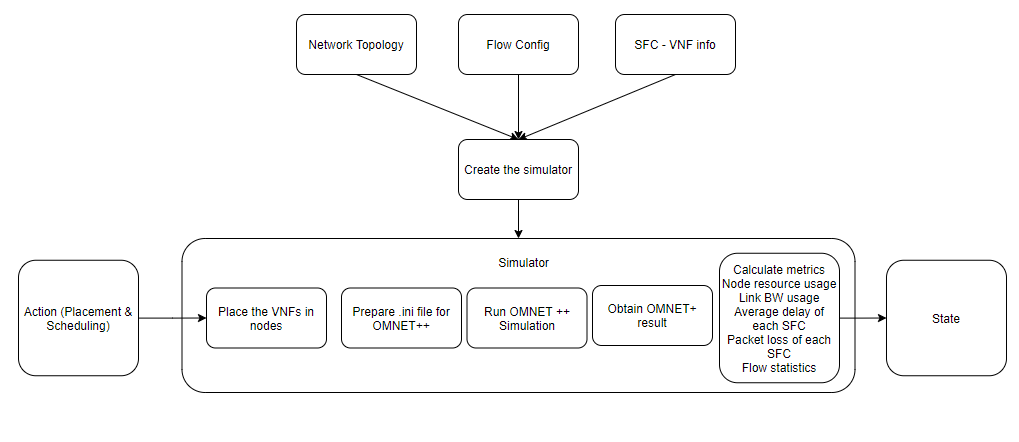 Network Topology
Flow Config
SFC - VNF info
Create the simulator
Simulator
Action (Placement &
Scheduling)
Place the VNFs in
nodes
Prepare .ini file for
OMNET++
Run OMNET ++
Simulation
Obtain OMNET+
result
Calculate metrics
Node resource usage
Link BW usage
Average delay of
each SFC
Packet loss of each
SFC
Flow statistics
State